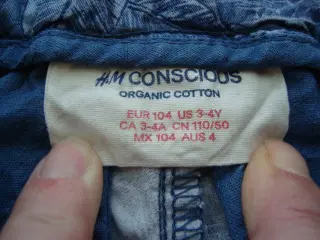 H&M CONSCIOUS
ORGANIC COTTON
EUR 104 US 3-4Y
CA 3-4A CN 110/50
MX 104 AUS 4